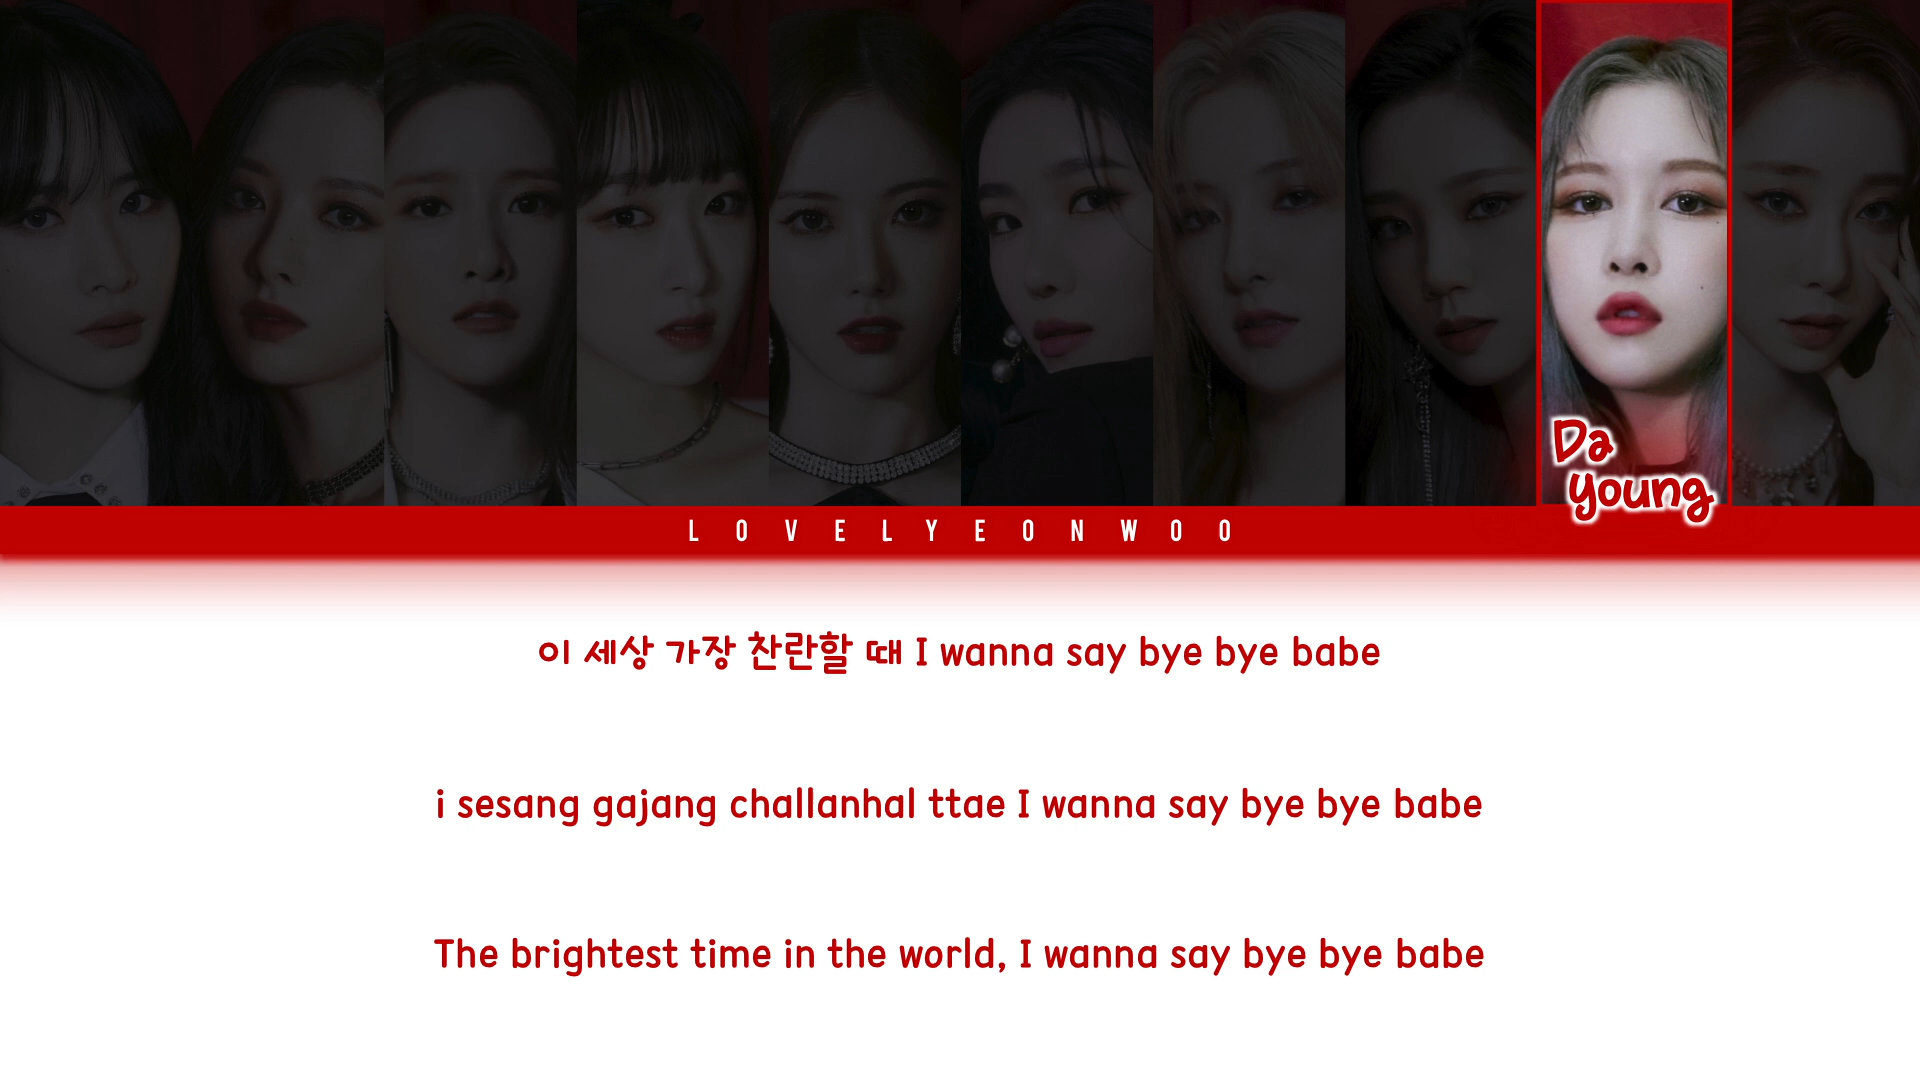 Da
Young
LOVELYEONWOO
이 세상 가장 찬란할 때 I wanna say bye bye babe
i sesang gajang challanhal ttae I wanna say bye bye babe
The brightest time in the world, I wanna say bye bye babe